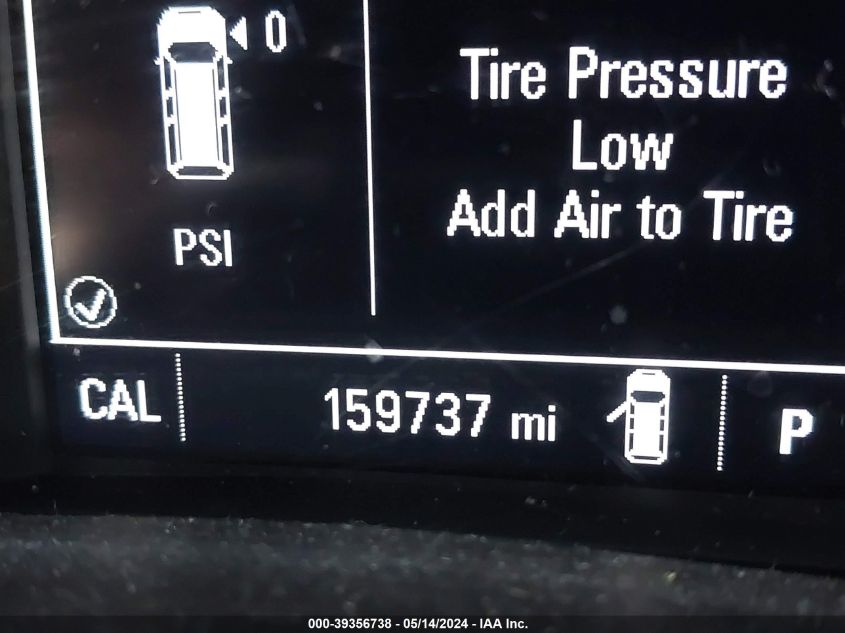 0
Tire Pressure
Low
Add Air to Tire
PSI
CAL
159737 mi
P
000-39356738 - 05/14/2024 - IAA Inc.